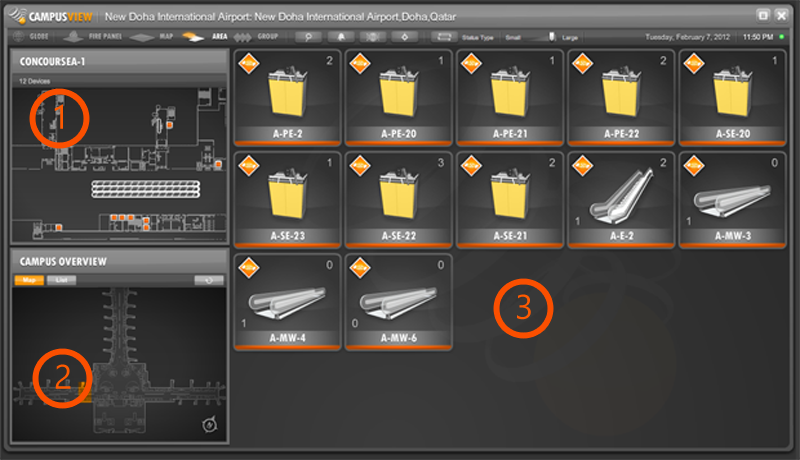 CAMPUSVIEW New Doha International Airport: New Doha International Airport,Doha,Qatar
GLOBE FIRE PANEL MAP AREA GROUP Status Type Small Large Tuesday, February 7, 2012 11:50 PM
CONCOURSEA-1
12 Devices
1
2 1 1 2 1
A-PE-2 A-PE-20 A-PE-21 A-PE-22 A-SE-20
1 3 2 2 0
1 1
A-SE-23 A-SE-22 A-SE-21 A-E-2 A-MW-3
CAMPUS OVERVIEW
Map List
0 0
1 0
A-MW-4 A-MW-6
2
3